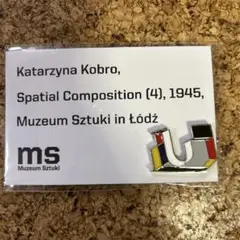 Katarzyna Kobro,
Spatial Composition (4), 1945,
Muzeum Sztuki in Łódź
ms
Muzeum Sztuki